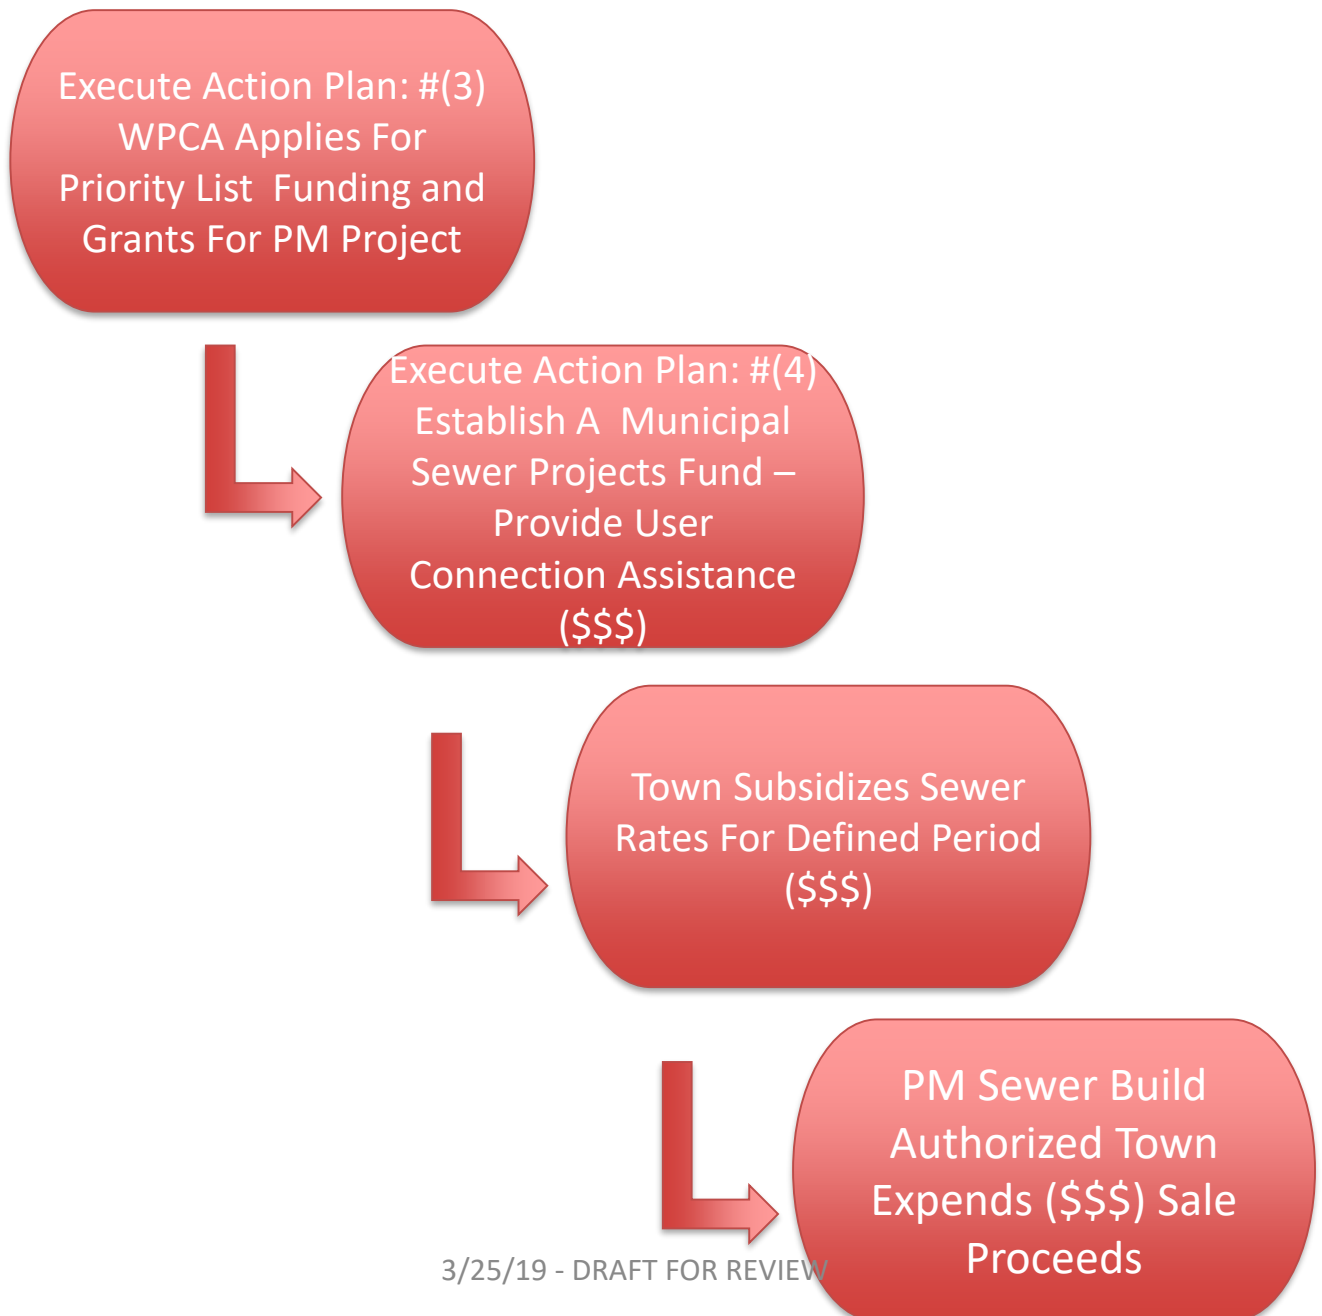 Execute Action Plan: #(3)
WPCA Applies For
Priority List  Funding and
Grants For PM Project
Execute Action Plan: #(4)
Establish A  Municipal
Sewer Projects Fund –
Provide User
Connection Assistance
($$$)
Town Subsidizes Sewer
Rates For Defined Period
($$$)
PM Sewer Build
Authorized Town
Expends ($$$) Sale
Proceeds
3/25/19 - DRAFT FOR REVIEW